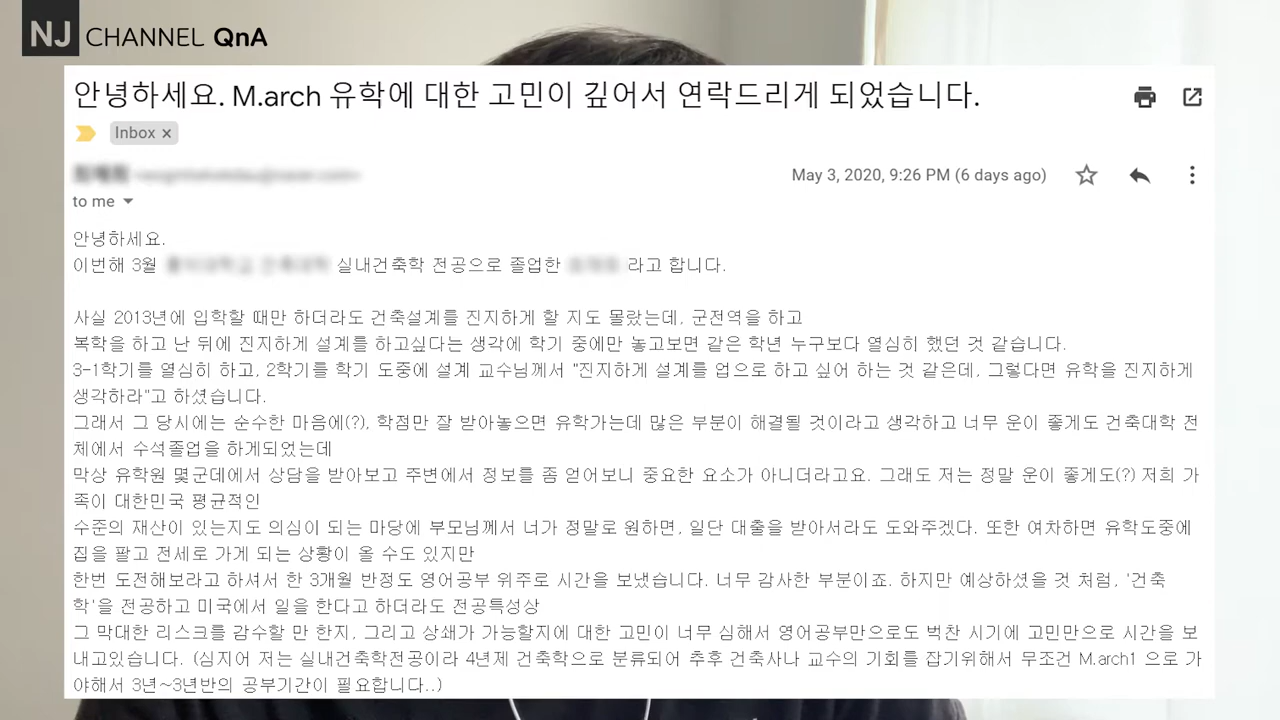 NJ CHANNEL QnA
안녕하세요. M.arch 유학에 대한 고민이 깊어서 연락드리게 되었습니다.
Inbox ×
May 3, 2020, 9:26 PM (6 days ago)
to me
안녕하세요.
이번해 3월 실내건축학 전공으로 졸업한 라고 합니다.
사실 2013년에 입학할 때만 하더라도 건축설계를 진지하게 할 지도 몰랐는데, 군전역을 하고
복학을 하고 난 뒤에 진지하게 설계를 하고싶다는 생각에 학기 중에만 놓고보면 같은 학년 누구보다 열심히 했던 것 같습니다.
3-1학기를 열심히 하고, 2학기를 학기 도중에 설계 교수님께서 "진지하게 설계를 업으로 하고 싶어 하는 것 같은데, 그렇다면 유학을 진지하게
생각하라"고 하셨습니다.
그래서 그 당시에는 순수한 마음에(?), 학점만 잘 받아놓으면 유학가는데 많은 부분이 해결될 것이라고 생각하고 너무 운이 좋게도 건축대학 전
체에서 수석졸업을 하게되었는데
막상 유학원 몇군데에서 상담을 받아보고 주변에서 정보를 좀 얻어보니 중요한 요소가 아니더라고요. 그래도 저는 정말 운이 좋게도(?) 저희 가
족이 대한민국 평균적인
수준의 재산이 있는지도 의심이 되는 마당에 부모님께서 너가 정말로 원하면, 일단 대출을 받아서라도 도와주겠다. 또한 여차하면 유학도중에
집을 팔고 전세로 가게 되는 상황이 올 수도 있지만
한번 도전해보라고 하셔서 한 3개월 반정도 영어공부 위주로 시간을 보냈습니다. 너무 감사한 부분이죠. 하지만 예상하셨을 것 처럼, '건축
학'을 전공하고 미국에서 일을 한다고 하더라도 전공특성상
그 막대한 리스크를 감수할 만 한지, 그리고 상쇄가 가능할지에 대한 고민이 너무 심해서 영어공부만으로도 벅찬 시기에 고민만으로 시간을 보
내고있습니다. (심지어 저는 실내건축학전공이라 4년제 건축학으로 분류되어 추후 건축사나 교수의 기회를 잡기위해서 무조건 M.arch1 으로 가
야해서 3년~3년반의 공부기간이 필요합니다..)